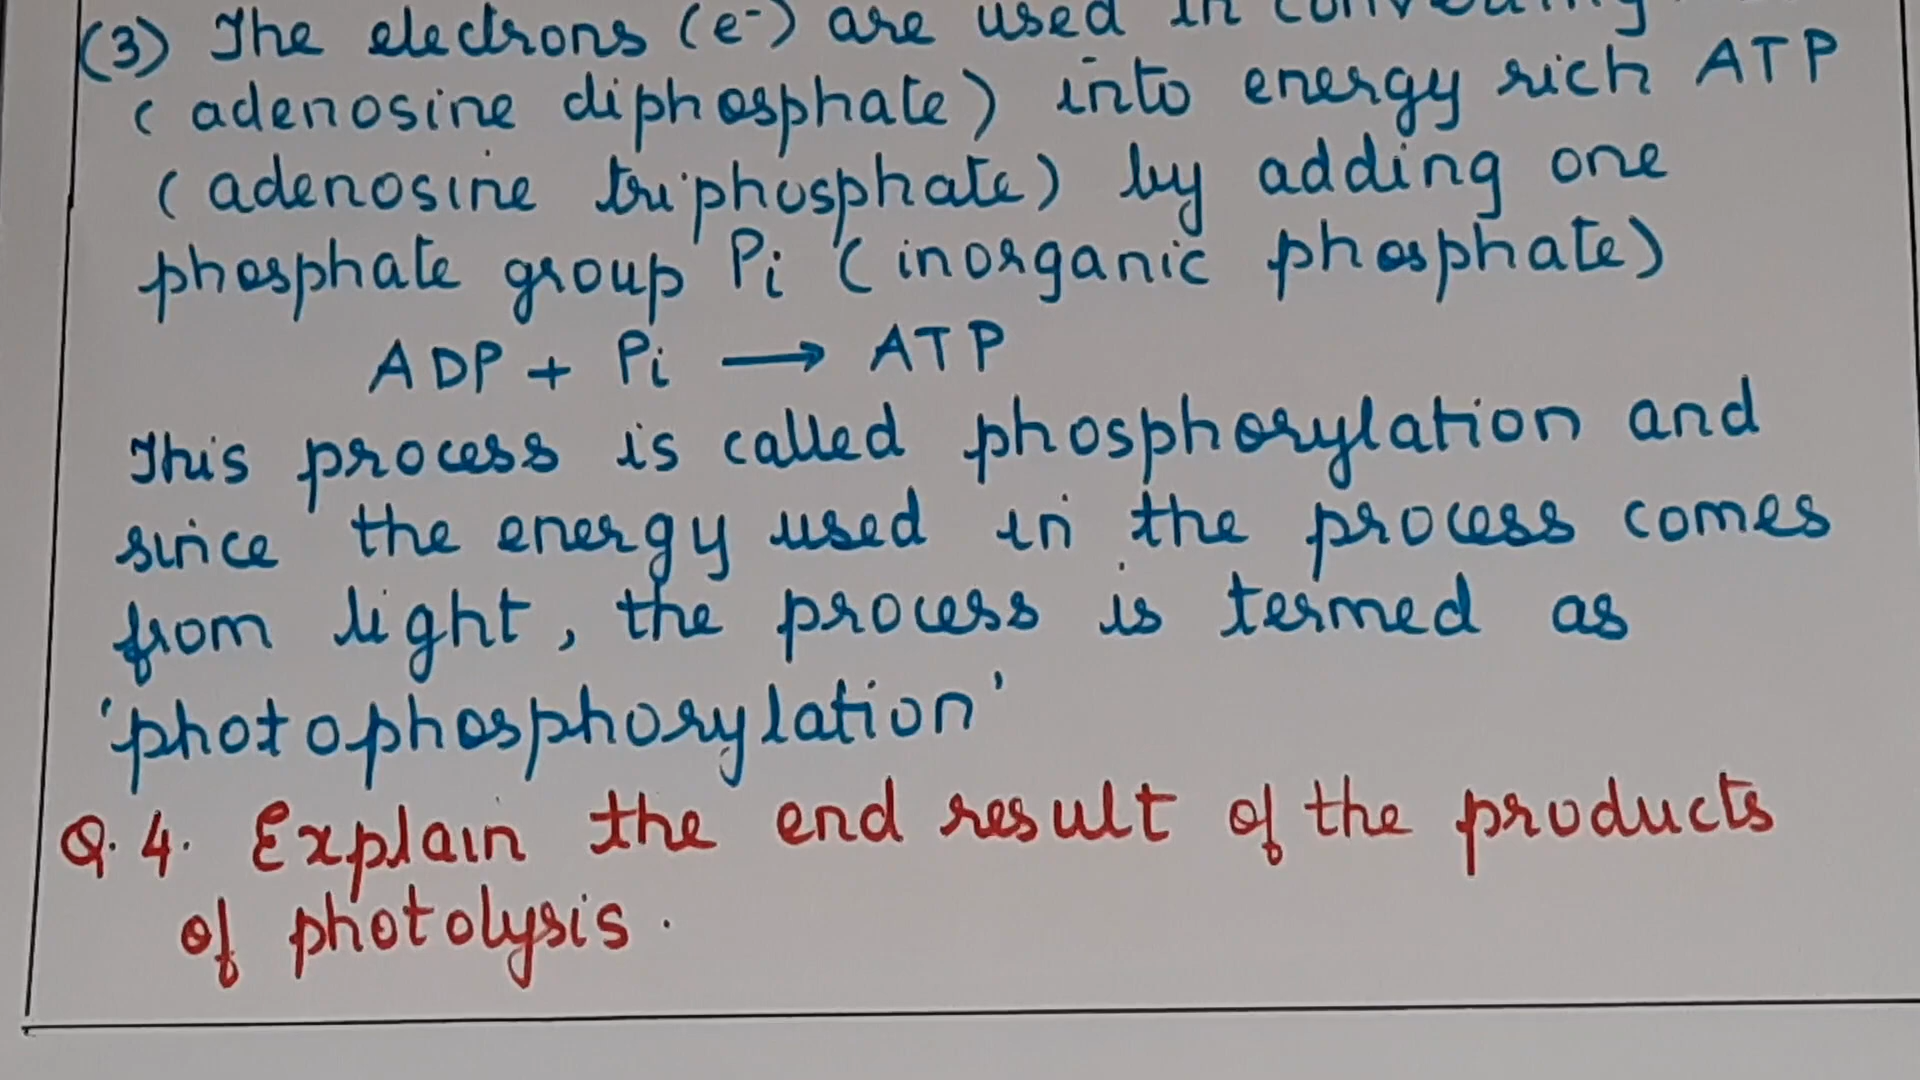 (3) The electrons (e-) are used in
(adenosine diphosphate) into energy rich ATP
(adenosine triphosphate) by adding one
phosphate group Pi (inorganic phosphate)
ADP + Pi → ATP
This process is called phosphorylation and
since the energy used in the process comes
from light, the process is termed as
'photophosphorylation'
Q.4. Explain the end result of the products
of photolysis.